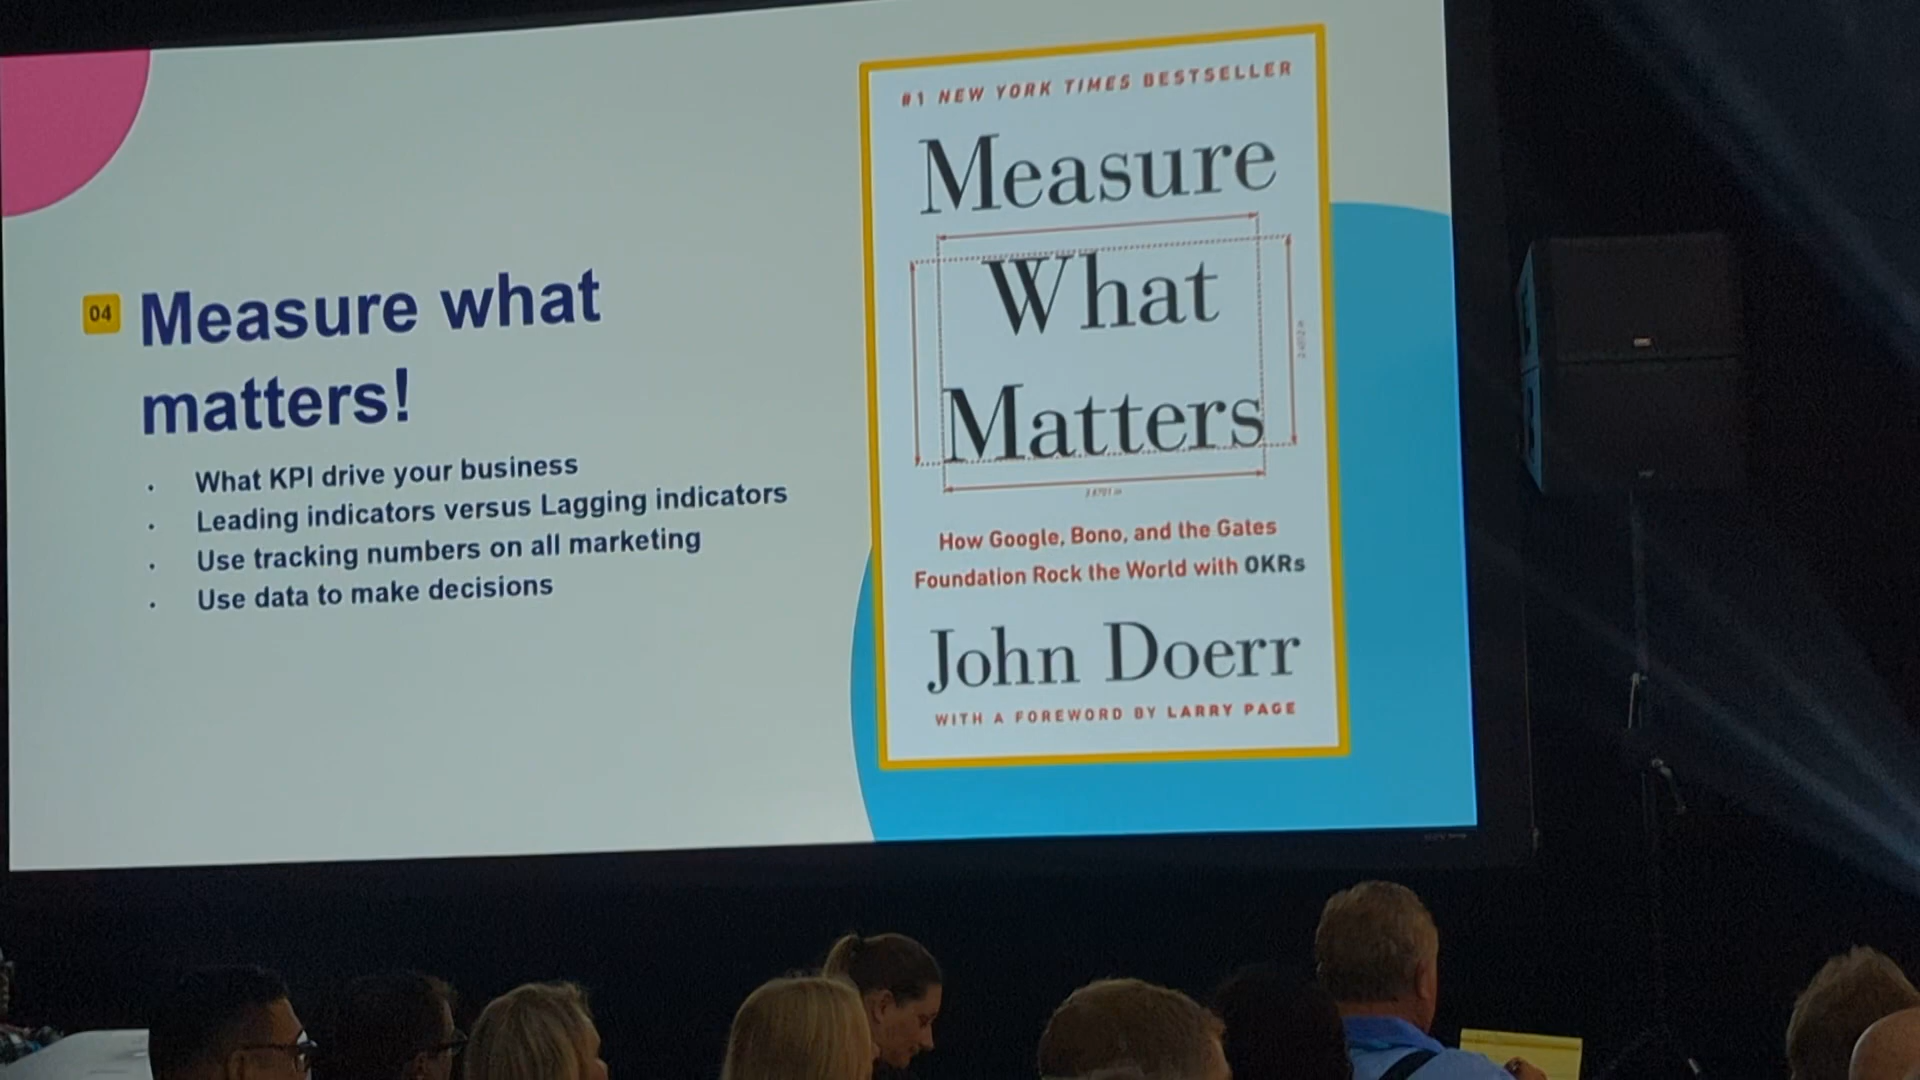 04
Measure what
matters!
. What KPI drive your business
. Leading indicators versus Lagging indicators
. Use tracking numbers on all marketing
. Use data to make decisions
#1 NEW YORK TIMES BESTSELLER
Measure
What
Matters
How Google, Bono, and the Gates
Foundation Rock the World with OKRs
John Doerr
WITH A FOREWORD BY LARRY PAGE